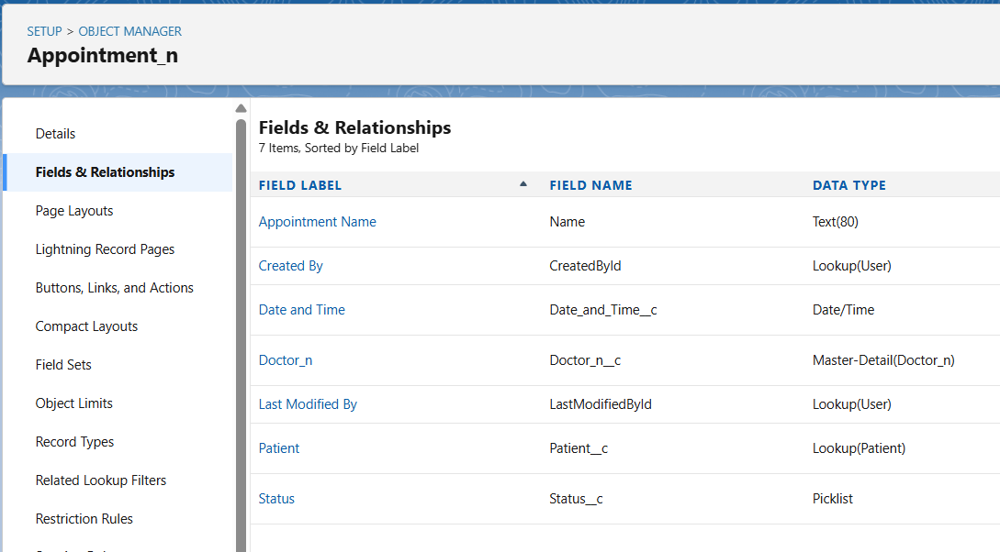 SETUP > OBJECT MANAGER
Appointment_n
Details
Fields & Relationships
Page Layouts
Lightning Record Pages
Buttons, Links, and Actions
Compact Layouts
Field Sets
Object Limits
Record Types
Related Lookup Filters
Restriction Rules
Fields & Relationships
7 Items, Sorted by Field Label
FIELD LABEL FIELD NAME DATA TYPE
Appointment Name Name Text(80)
Created By CreatedById Lookup(User)
Date and Time Date_and_Time__c Date/Time
Doctor_n Doctor_n__c Master-Detail(Doctor_n)
Last Modified By LastModifiedById Lookup(User)
Patient Patient__c Lookup(Patient)
Status Status__c Picklist